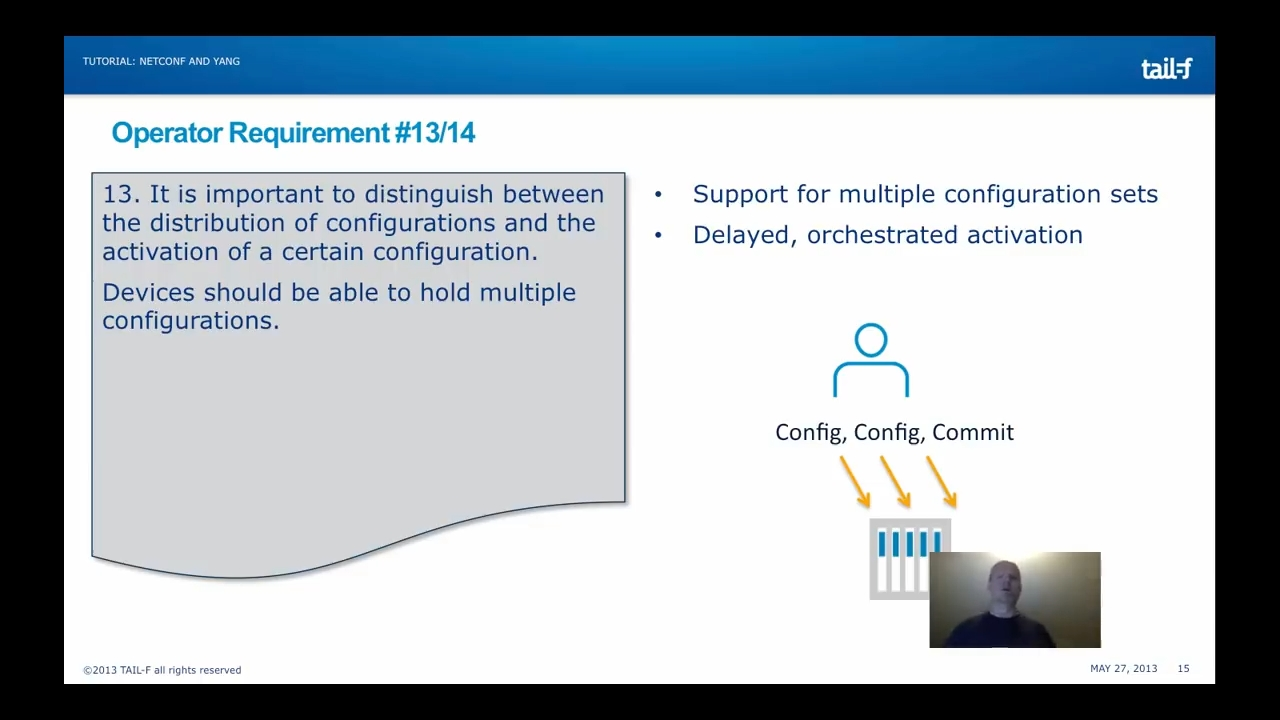 TUTORIAL: NETCONF AND YANG
tail-f
Operator Requirement #13/14
13. It is important to distinguish between
the distribution of configurations and the
activation of a certain configuration.
Devices should be able to hold multiple
configurations.
• Support for multiple configuration sets
• Delayed, orchestrated activation
Config, Config, Commit
©2013 TAIL-F all rights reserved
MAY 27, 2013 15